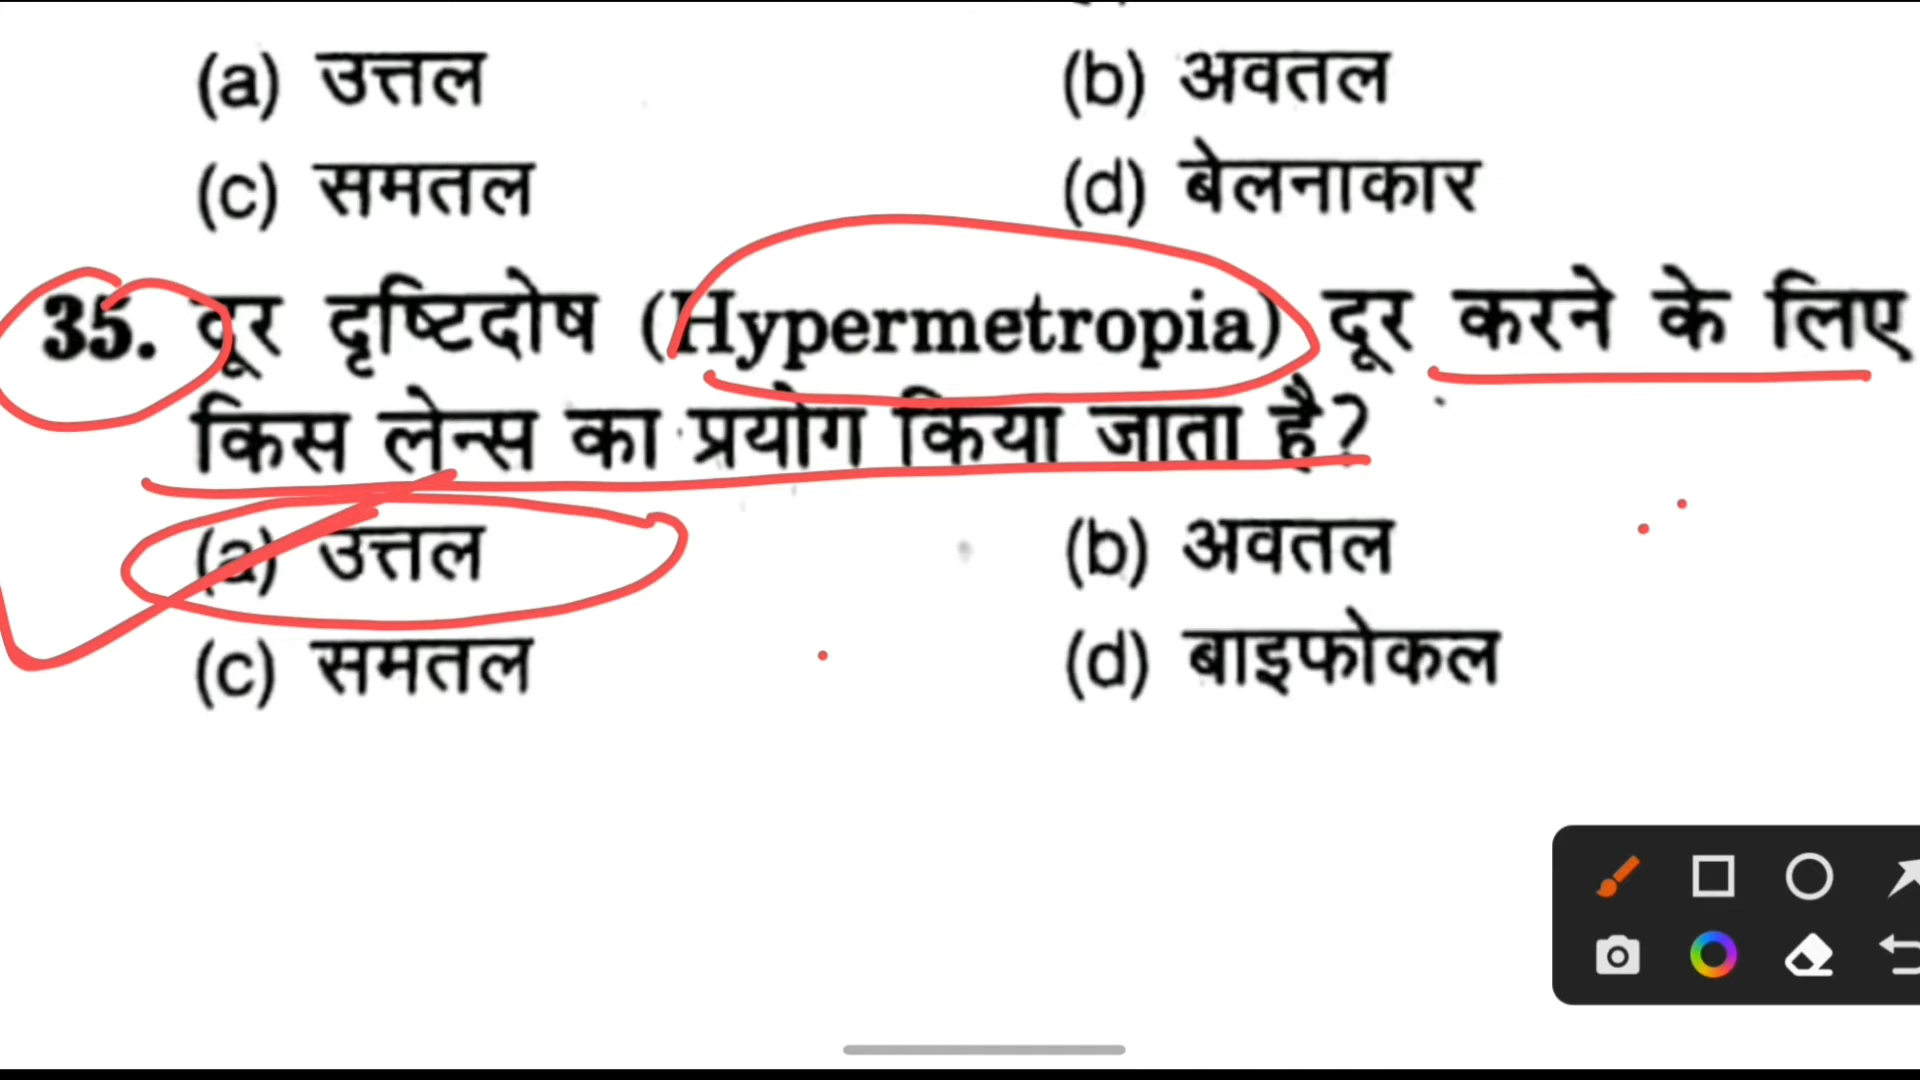 (a) उत्तल (b) अवतल
(c) समतल (d) बेलनाकार
35. दूर दृष्टिदोष (Hypermetropia) दूर करने के लिए
किस लेन्स का प्रयोग किया जाता है?
(a) उत्तल (b) अवतल
(c) समतल (d) बाइफोकल